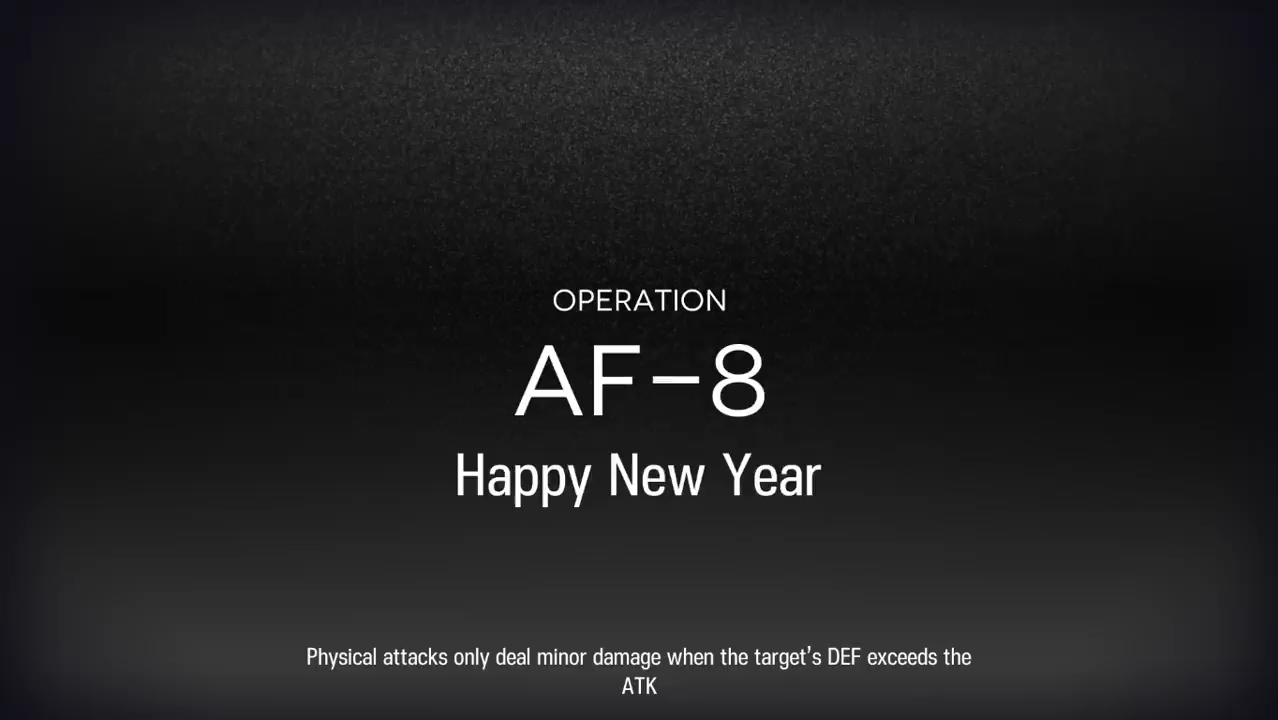 OPERATION
AF-8
Happy New Year
Physical attacks only deal minor damage when the target's DEF exceeds the
ATK